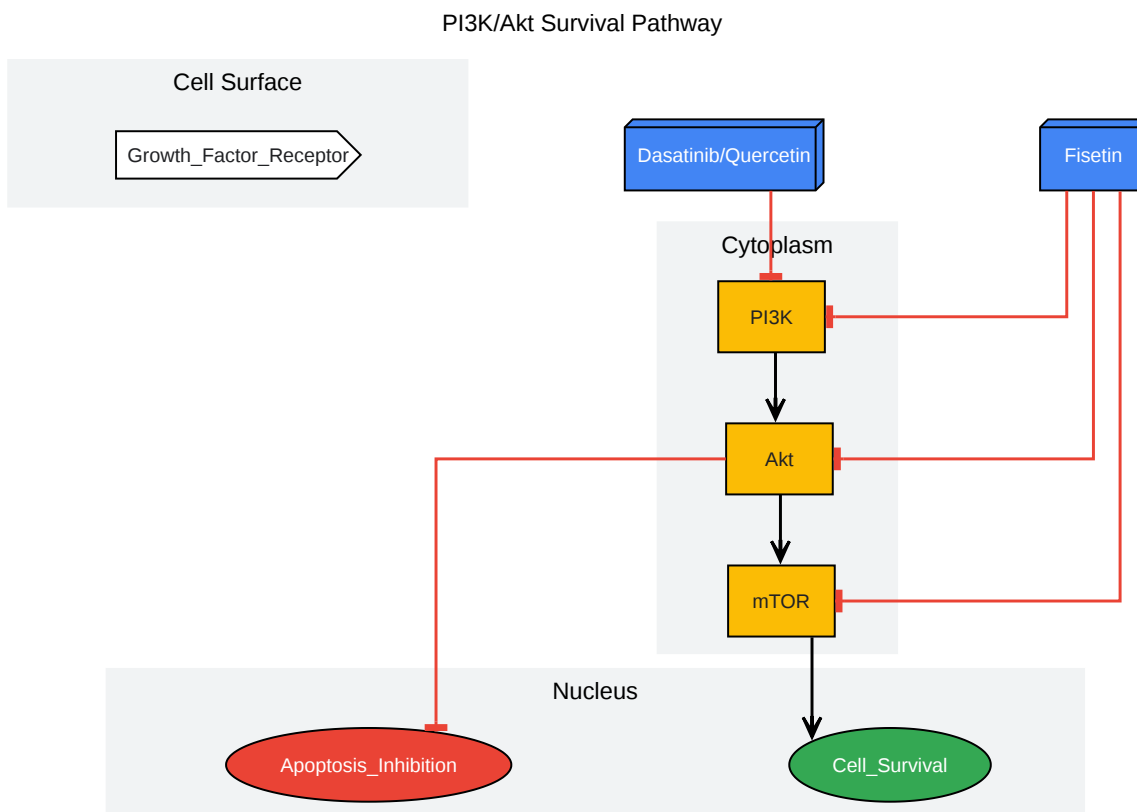 PI3K/Akt Survival Pathway
Cell Surface
Growth_Factor_Receptor
Dasatinib/Quercetin
Fisetin
Cytoplasm
PI3K
Akt
mTOR
Nucleus
Apoptosis_Inhibition
Cell_Survival